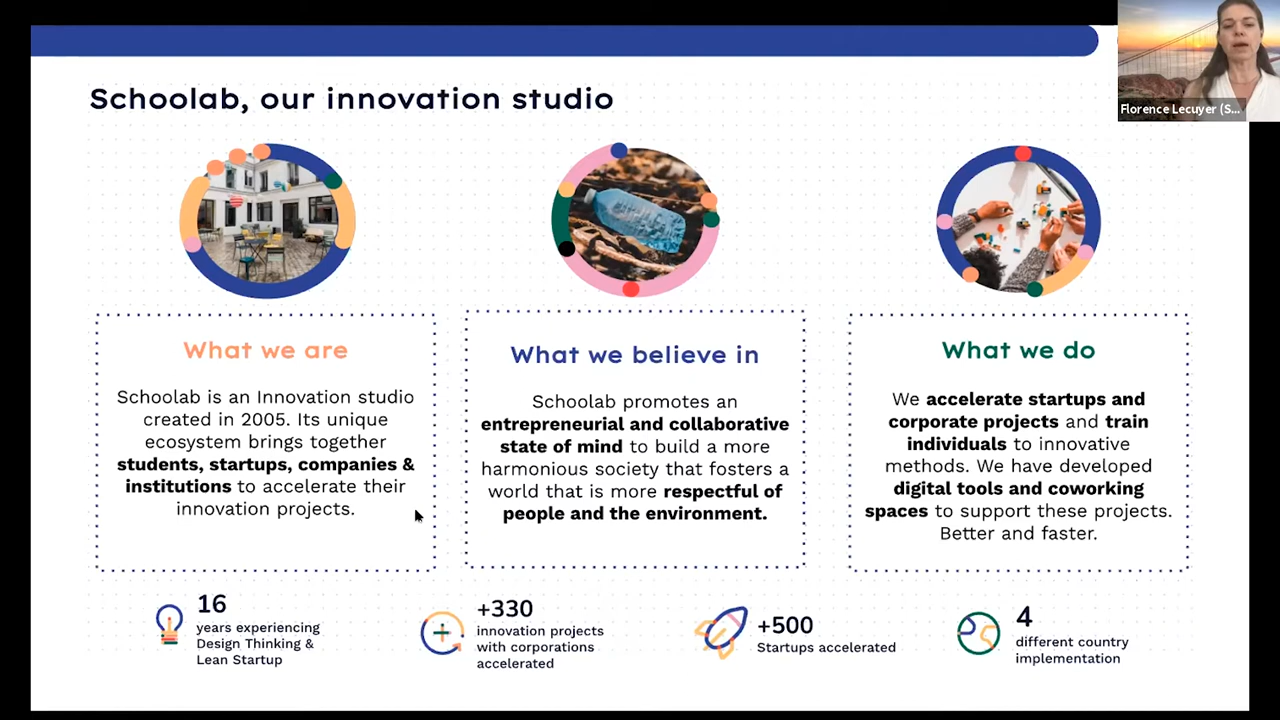 Schoolab, our innovation studio
Florence Lecuyer (S...
What we are
Schoolab is an Innovation studio
created in 2005. Its unique
ecosystem brings together
students, startups, companies &
institutions to accelerate their
innovation projects.
What we believe in
Schoolab promotes an
entrepreneurial and collaborative
state of mind to build a more
harmonious society that fosters a
world that is more respectful of
people and the environment.
What we do
We accelerate startups and
corporate projects and train
individuals to innovative
methods. We have developed
digital tools and coworking
spaces to support these projects.
Better and faster.
16
years experiencing
Design Thinking &
Lean Startup
+330
innovation projects
with corporations
accelerated
+500
Startups accelerated
4
different country
implementation